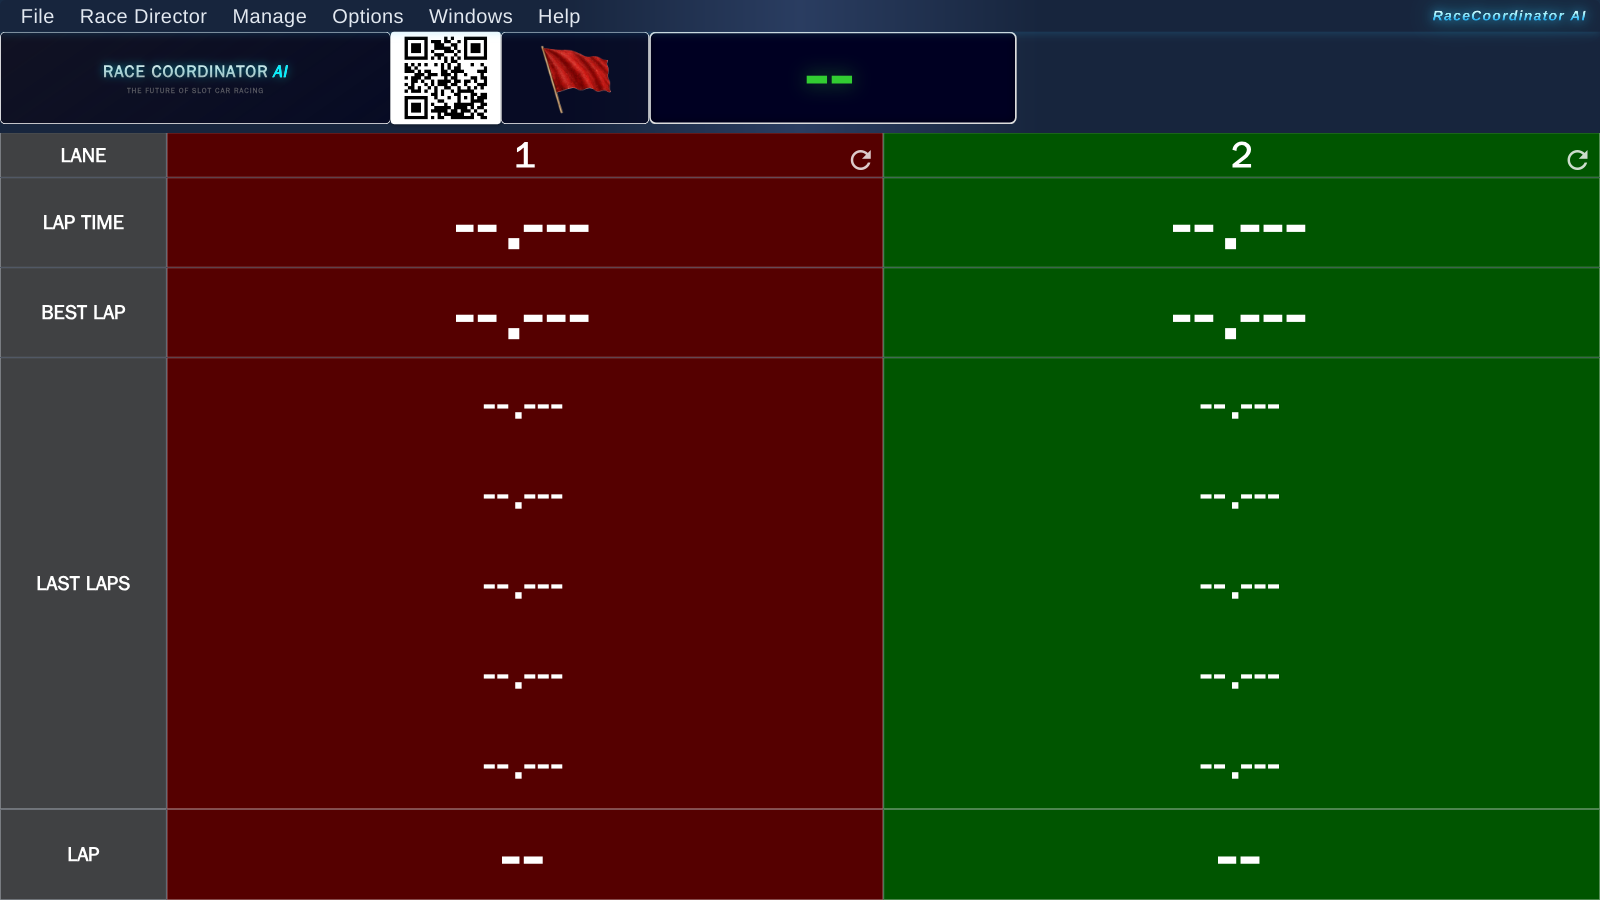 File Race Director Manage Options Windows Help RaceCoordinator AI
RACE COORDINATOR AI
THE FUTURE OF SLOT CAR RACING
--
LANE 1 2
LAP TIME --.--- --.---
BEST LAP --.--- --.---
--.--- --.---
--.--- --.---
LAST LAPS --.--- --.---
--.--- --.---
--.--- --.---
LAP -- --